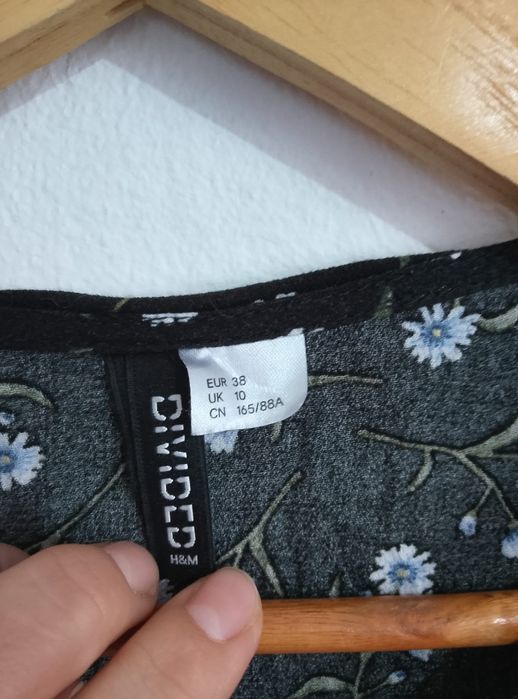 EUR 38
UK 10
CN 165/88A
DIVIDED
H&M